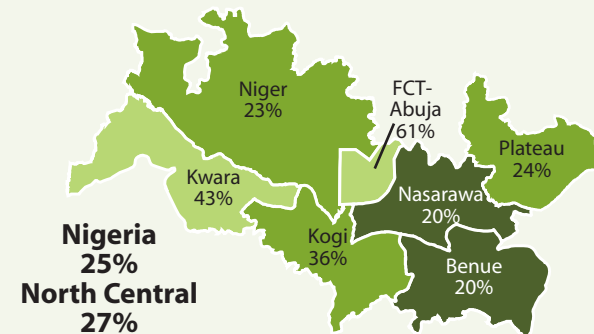 Niger
23%
FCT-
Abuja
61%
Plateau
24%
Kwara
43%
Nasarawa
20%
Kogi
36%
Benue
20%
Nigeria
25%
North Central
27%